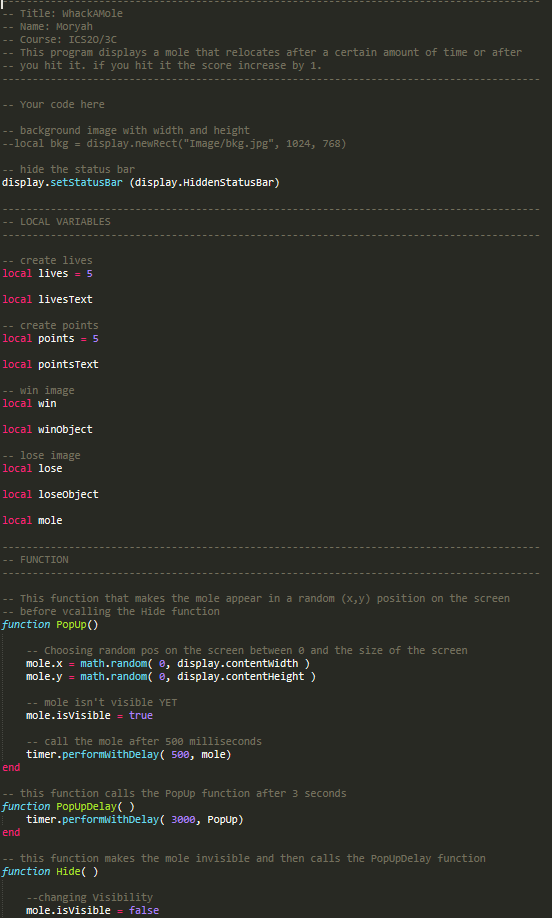 --------------------------------------------------------------------------------
-- Title: WhackAMole
-- Name: Moryah
-- Course: ICS2O/3C
-- This program displays a mole that relocates after a certain amount of time or after
-- you hit it. if you hit it the score increase by 1.
--------------------------------------------------------------------------------
-- Your code here
-- background image with width and height
--local bkg = display.newRect("Image/bkg.jpg", 1024, 768)
-- hide the status bar
display.setStatusBar (display.HiddenStatusBar)
--------------------------------------------------------------------------------
-- LOCAL VARIABLES
--------------------------------------------------------------------------------
-- create lives
local lives = 5
local livesText
-- create points
local points = 5
local pointsText
-- win image
local win
local winObject
-- lose image
local lose
local loseObject
local mole
--------------------------------------------------------------------------------
-- FUNCTION
--------------------------------------------------------------------------------
-- This function that makes the mole appear in a random (x,y) position on the screen
-- before vcalling the Hide function
function PopUp()
-- Choosing random pos on the screen between 0 and the size of the screen
mole.x = math.random( 0, display.contentWidth )
mole.y = math.random( 0, display.contentHeight )
-- mole isn't visible YET
mole.isVisible = true
-- call the mole after 500 milliseconds
timer.performWithDelay( 500, mole)
end
-- this function calls the PopUp function after 3 seconds
function PopUpDelay( )
timer.performWithDelay( 3000, PopUp)
end
-- this function makes the mole invisible and then calls the PopUpDelay function
function Hide( )
--changing Visibility
mole.isVisible = false